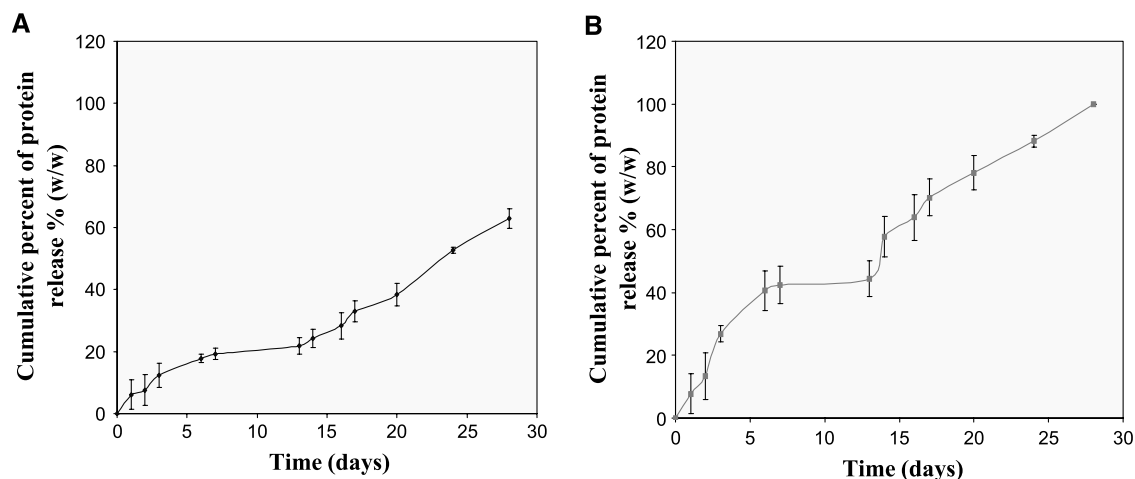 A
Cumulative percent of protein
release % (w/w)
120
100
80
60
40
20
0
0 5 10 15 20 25 30
Time (days)
B
Cumulative percent of protein
release % (w/w)
120
100
80
60
40
20
0
0 5 10 15 20 25 30
Time (days)